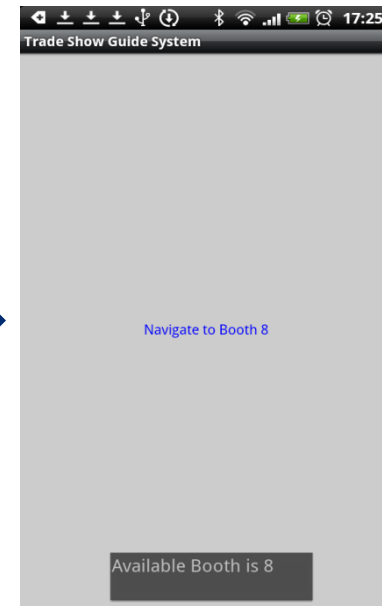 17:25
Trade Show Guide System
Navigate to Booth 8
Available Booth is 8